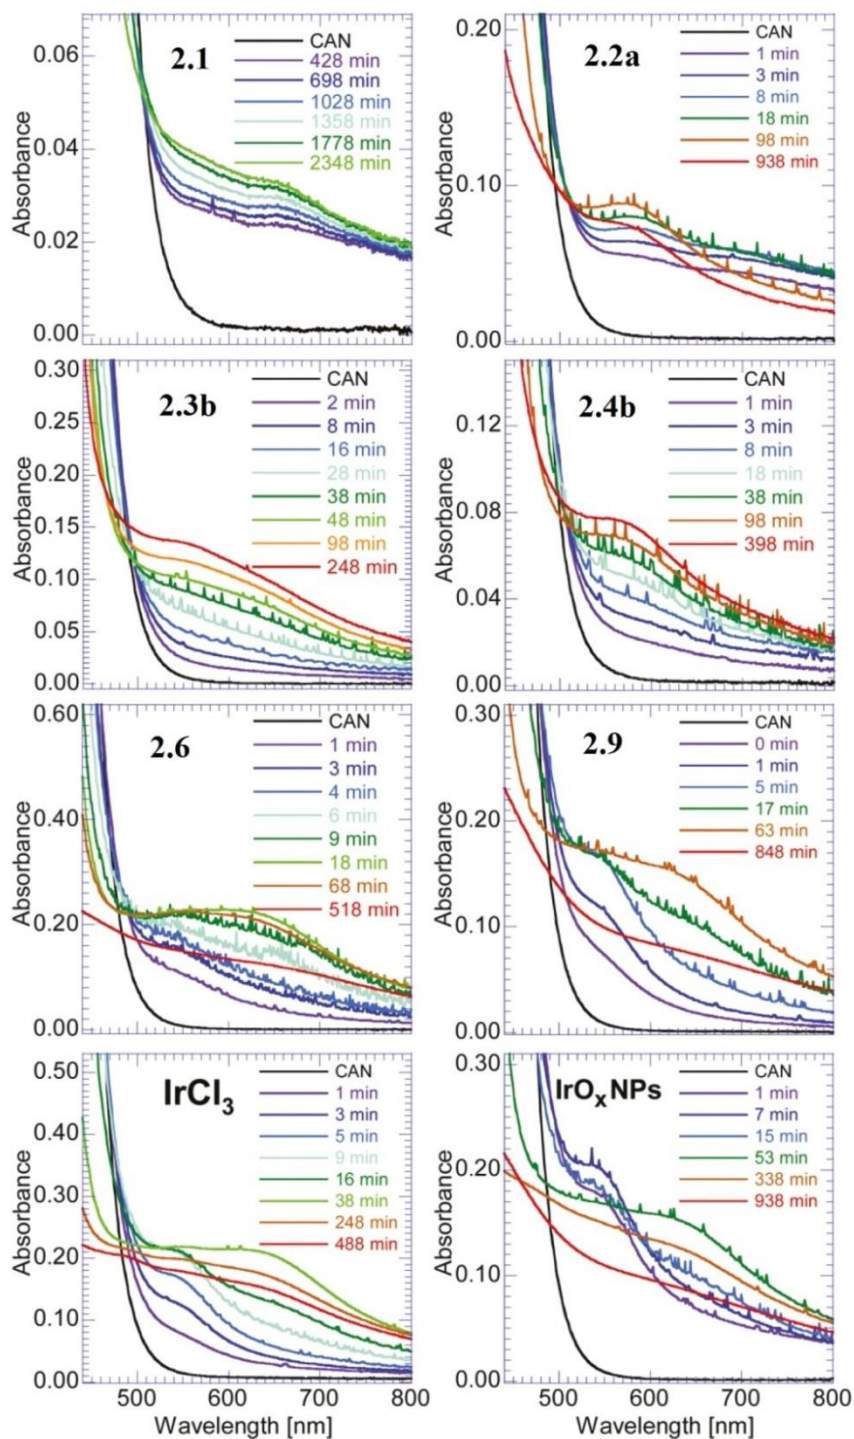 2.1
CAN
428 min
698 min
1028 min
1358 min
1778 min
2348 min
0.06
0.04
0.02
0.00
Absorbance
2.2a
CAN
1 min
3 min
8 min
18 min
98 min
938 min
0.20
0.10
0.00
Absorbance
2.3b
CAN
2 min
8 min
16 min
28 min
38 min
48 min
98 min
248 min
0.30
0.25
0.20
0.15
0.10
0.05
0.00
Absorbance
2.4b
CAN
1 min
3 min
8 min
18 min
38 min
98 min
398 min
0.12
0.08
0.04
0.00
Absorbance
2.6
CAN
1 min
3 min
4 min
6 min
9 min
18 min
68 min
518 min
0.60
0.40
0.20
0.00
Absorbance
2.9
CAN
0 min
1 min
5 min
17 min
63 min
848 min
0.30
0.20
0.10
0.00
Absorbance
IrCl₃
CAN
1 min
3 min
5 min
9 min
16 min
38 min
248 min
488 min
0.50
0.40
0.30
0.20
0.10
0.00
Absorbance
500 600 700 800
Wavelength [nm]
IrOₓNPs
CAN
1 min
7 min
15 min
53 min
338 min
938 min
0.30
0.20
0.10
0.00
Absorbance
500 600 700 800
Wavelength [nm]